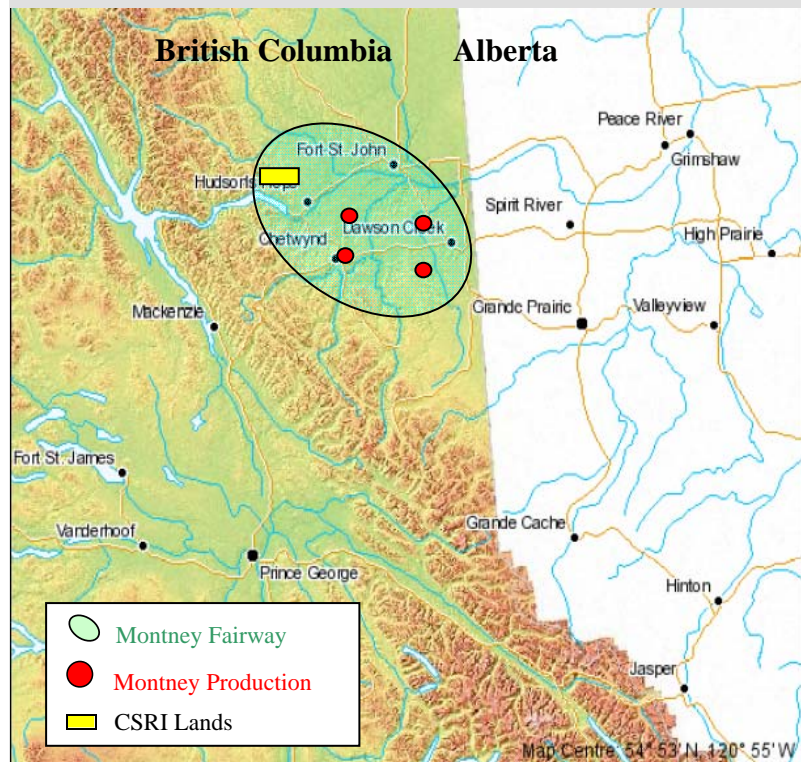 British Columbia
Alberta
Peace River
Fort St. John
Grimshaw
Hudson's Hope
Spirit River
Dawson Creek
Chetwynd
High Prairie
Mackenzie
Grande Prairie
Valleyview
Fort St. James
Grande Cache
Vanderhoof
Prince George
Hinton
Montney Fairway
Jasper
Montney Production
CSRI Lands
Map Centre: 54° 53' N, 120° 55' W